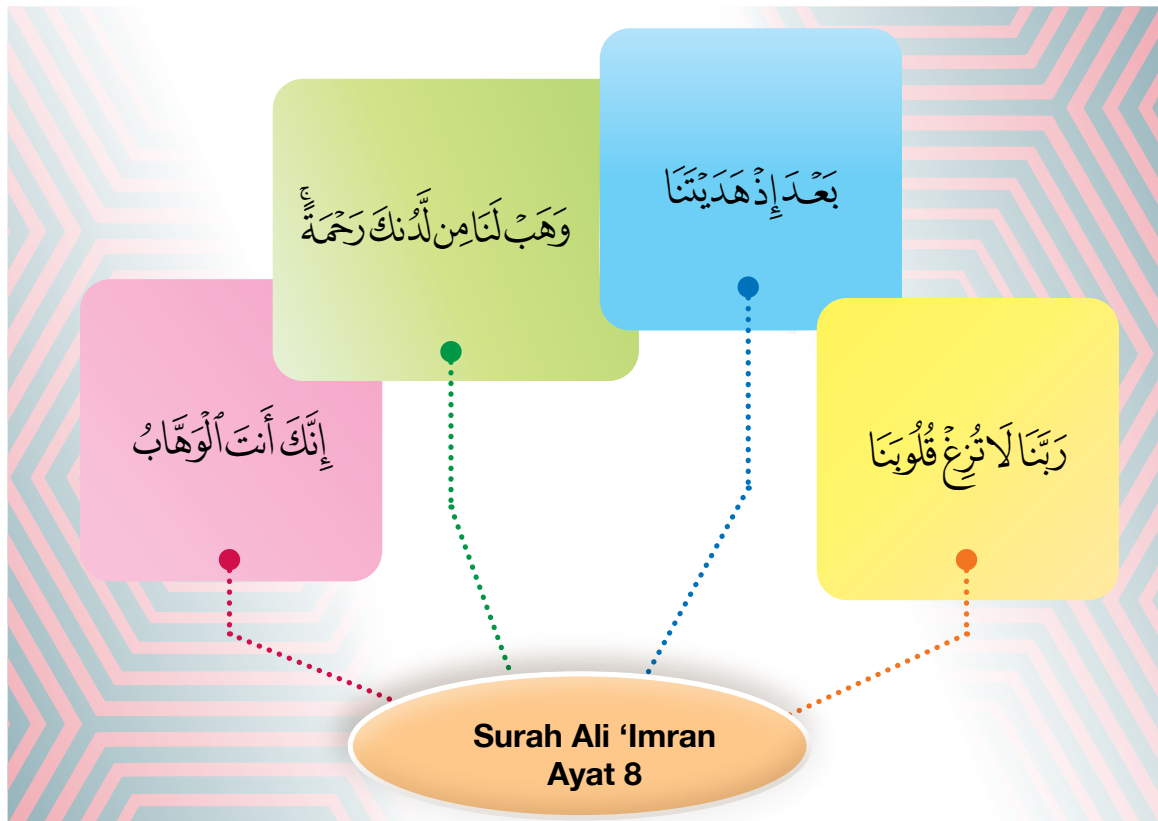 رَبَّنَا لَا تُزِغۡ قُلُوبَنَا
بَعۡدَ إِذۡ هَدَيۡتَنَا
وَهَبۡ لَنَا مِن لَّدُنكَ رَحۡمَةًۚ
إِنَّكَ أَنتَ ٱلۡوَهَّابُ
Surah Ali ‘Imran
Ayat 8